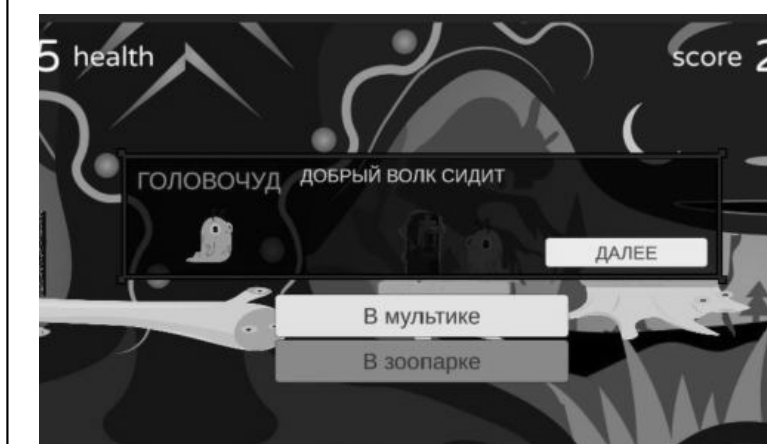 5 health
score 2
ГОЛОВОЧУД
ДОБРЫЙ ВОЛК СИДИТ
ДАЛЕЕ
В мультике
В зоопарке